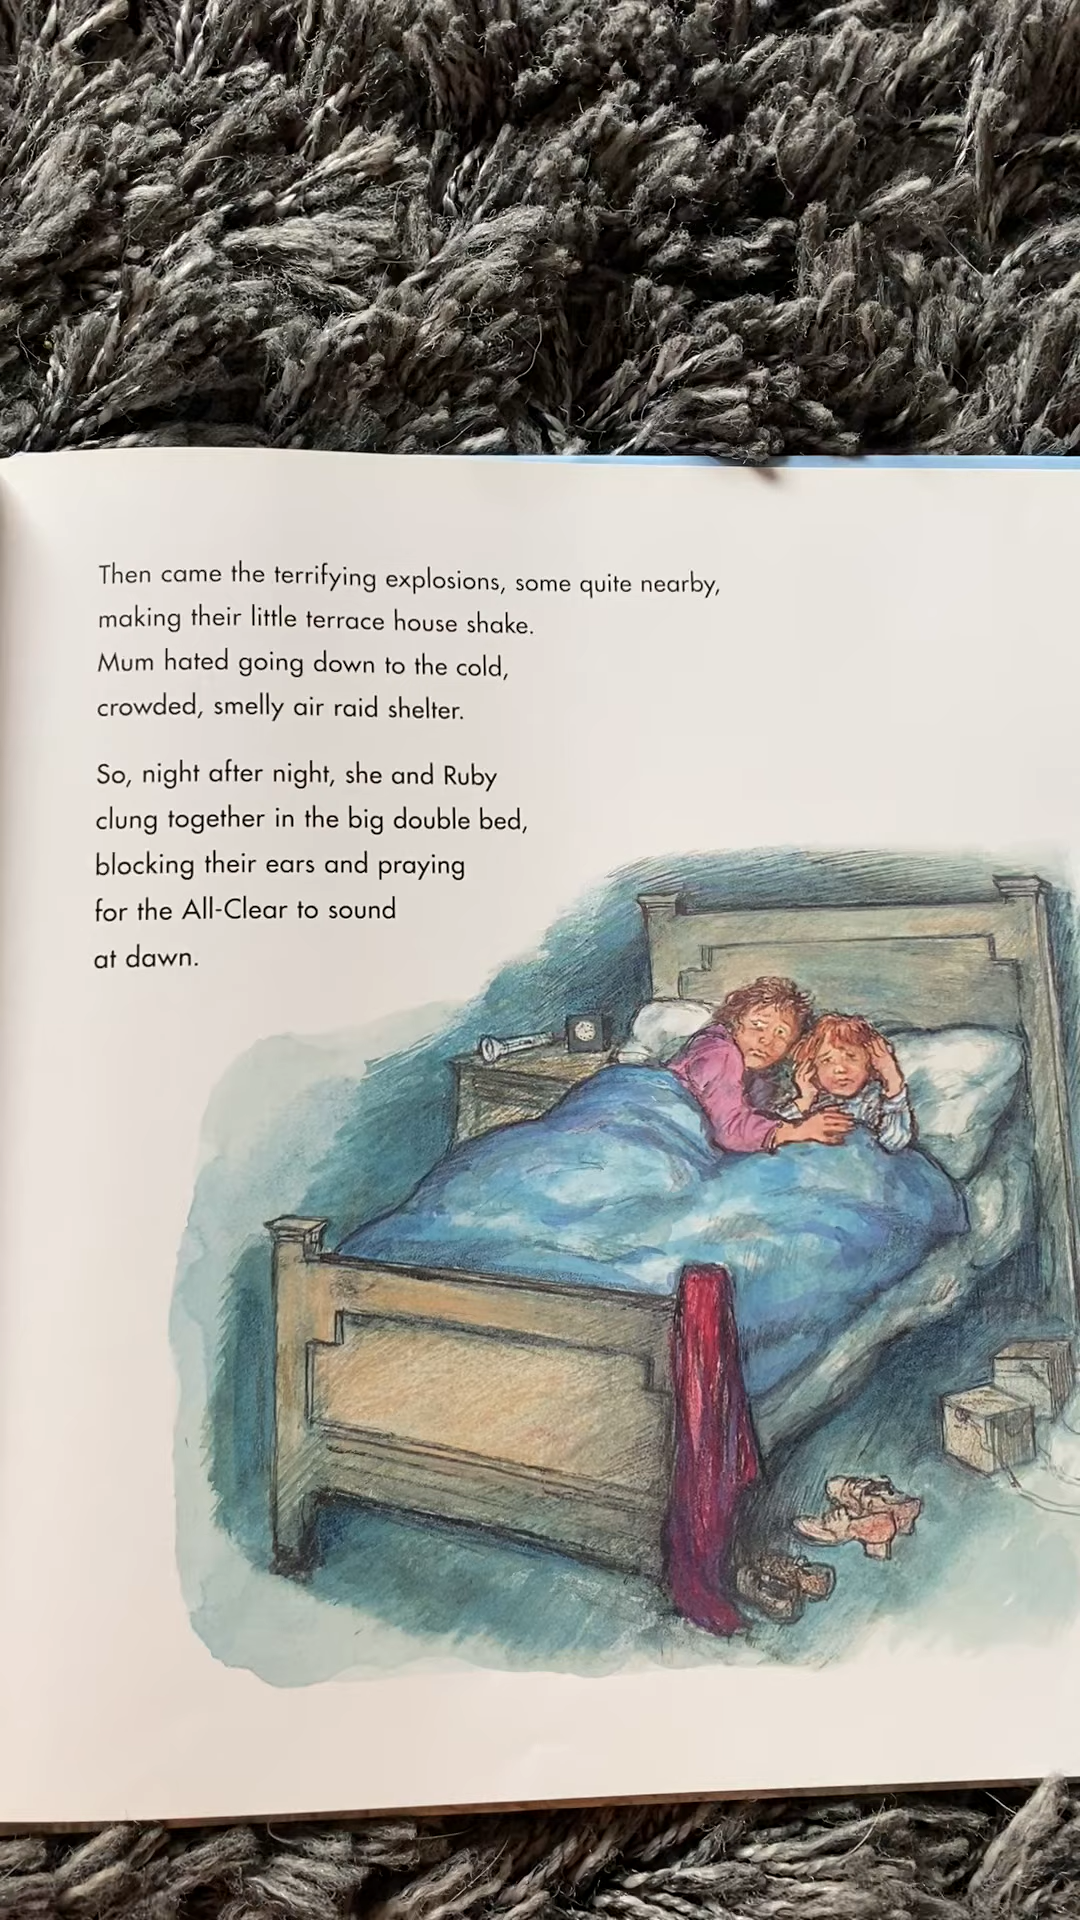 Then came the terrifying explosions, some quite nearby,
making their little terrace house shake.
Mum hated going down to the cold,
crowded, smelly air raid shelter.
So, night after night, she and Ruby
clung together in the big double bed,
blocking their ears and praying
for the All-Clear to sound
at dawn.